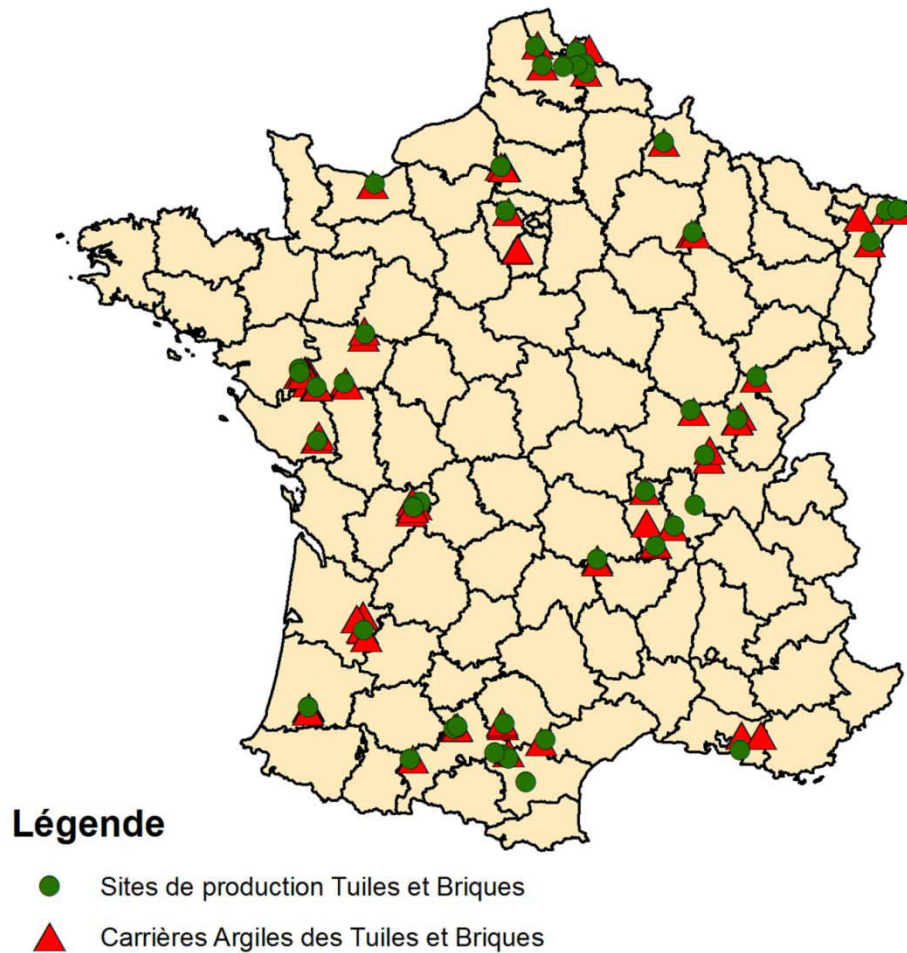 Légende
Sites de production Tuiles et Briques
Carrières Argiles des Tuiles et Briques